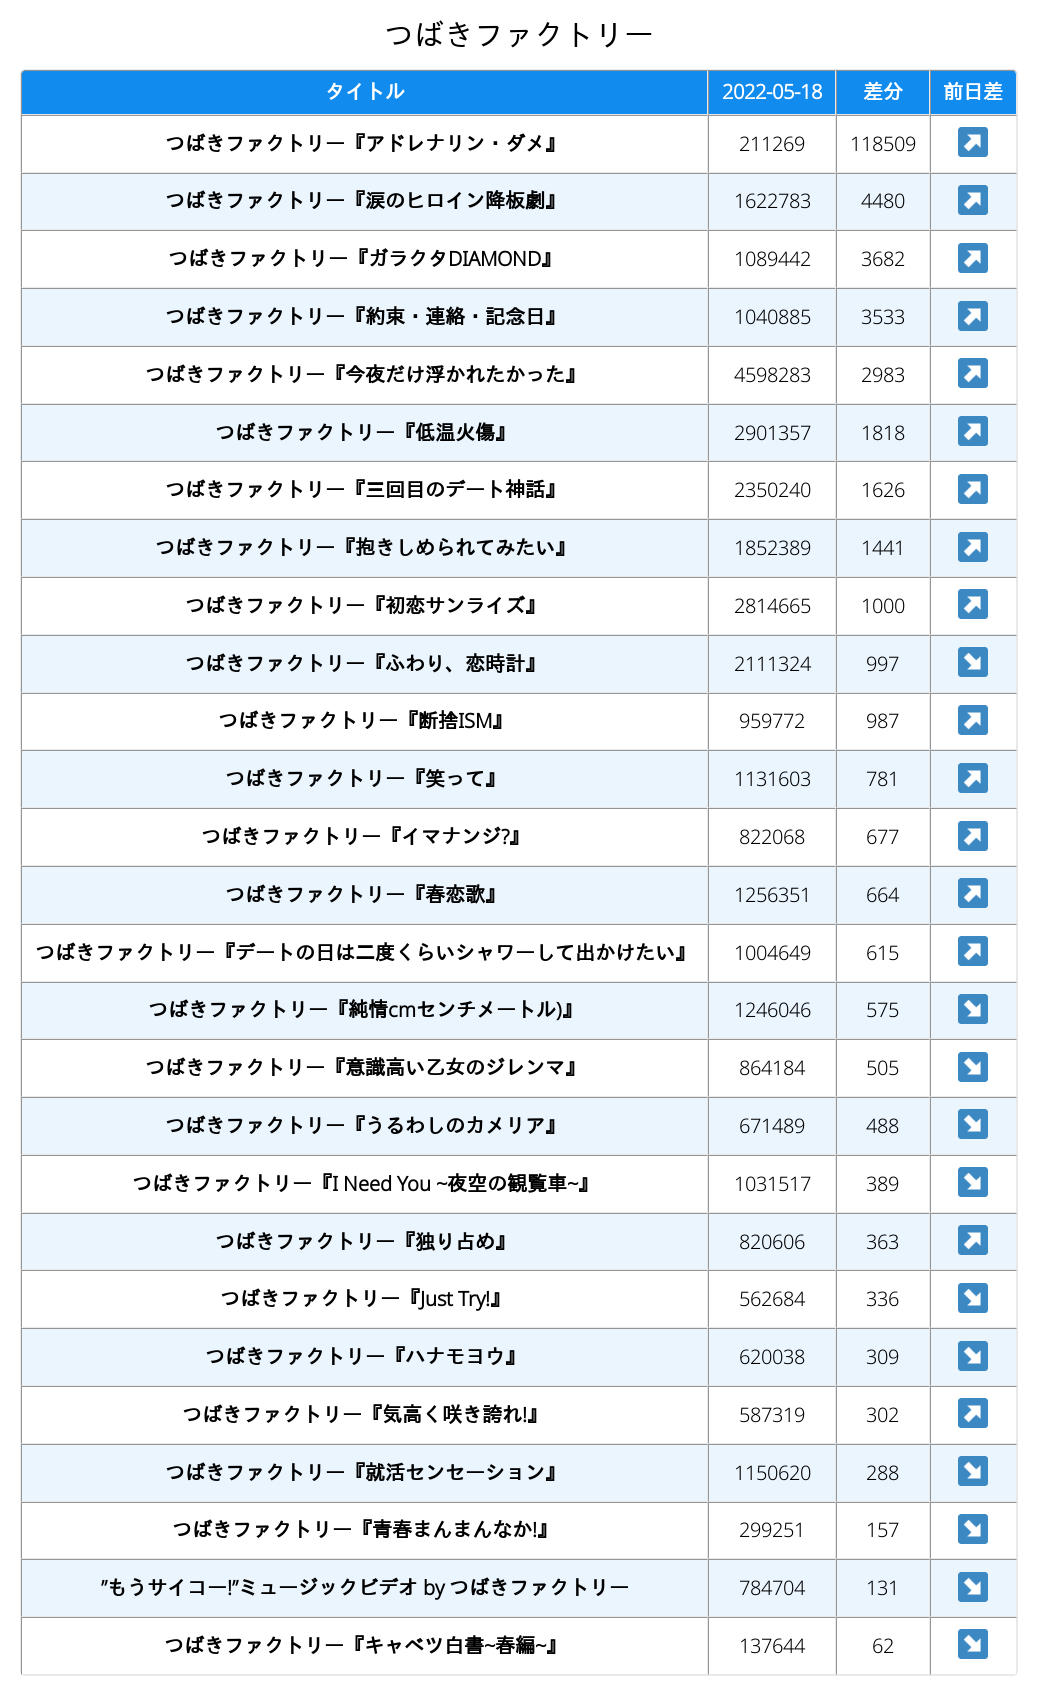 つばきファクトリー
タイトル 2022-05-18 差分 前日差
つばきファクトリー『アドレナリン・ダメ』 211269 118509 ↗
つばきファクトリー『涙のヒロイン降板劇』 1622783 4480 ↗
つばきファクトリー『ガラクタDIAMOND』 1089442 3682 ↗
つばきファクトリー『約束・連絡・記念日』 1040885 3533 ↗
つばきファクトリー『今夜だけ浮かれたかった』 4598283 2983 ↗
つばきファクトリー『低温火傷』 2901357 1818 ↗
つばきファクトリー『三回目のデート神話』 2350240 1626 ↗
つばきファクトリー『抱きしめられてみたい』 1852389 1441 ↗
つばきファクトリー『初恋サンライズ』 2814665 1000 ↗
つばきファクトリー『ふわり、恋時計』 2111324 997 ↘
つばきファクトリー『断捨ISM』 959772 987 ↗
つばきファクトリー『笑って』 1131603 781 ↗
つばきファクトリー『イマナンジ?』 822068 677 ↗
つばきファクトリー『春恋歌』 1256351 664 ↗
つばきファクトリー『デートの日は二度くらいシャワーして出かけたい』 1004649 615 ↗
つばきファクトリー『純情cmセンチメートル)』 1246046 575 ↘
つばきファクトリー『意識高い乙女のジレンマ』 864184 505 ↘
つばきファクトリー『うるわしのカメリア』 671489 488 ↘
つばきファクトリー『I Need You ~夜空の観覧車~』 1031517 389 ↘
つばきファクトリー『独り占め』 820606 363 ↗
つばきファクトリー『Just Try!』 562684 336 ↘
つばきファクトリー『ハナモヨウ』 620038 309 ↘
つばきファクトリー『気高く咲き誇れ!』 587319 302 ↗
つばきファクトリー『就活センセーション』 1150620 288 ↘
つばきファクトリー『青春まんまんなか!』 299251 157 ↘
"もうサイコー!"ミュージックビデオ by つばきファクトリー 784704 131 ↘
つばきファクトリー『キャベツ白書~春編~』 137644 62 ↘